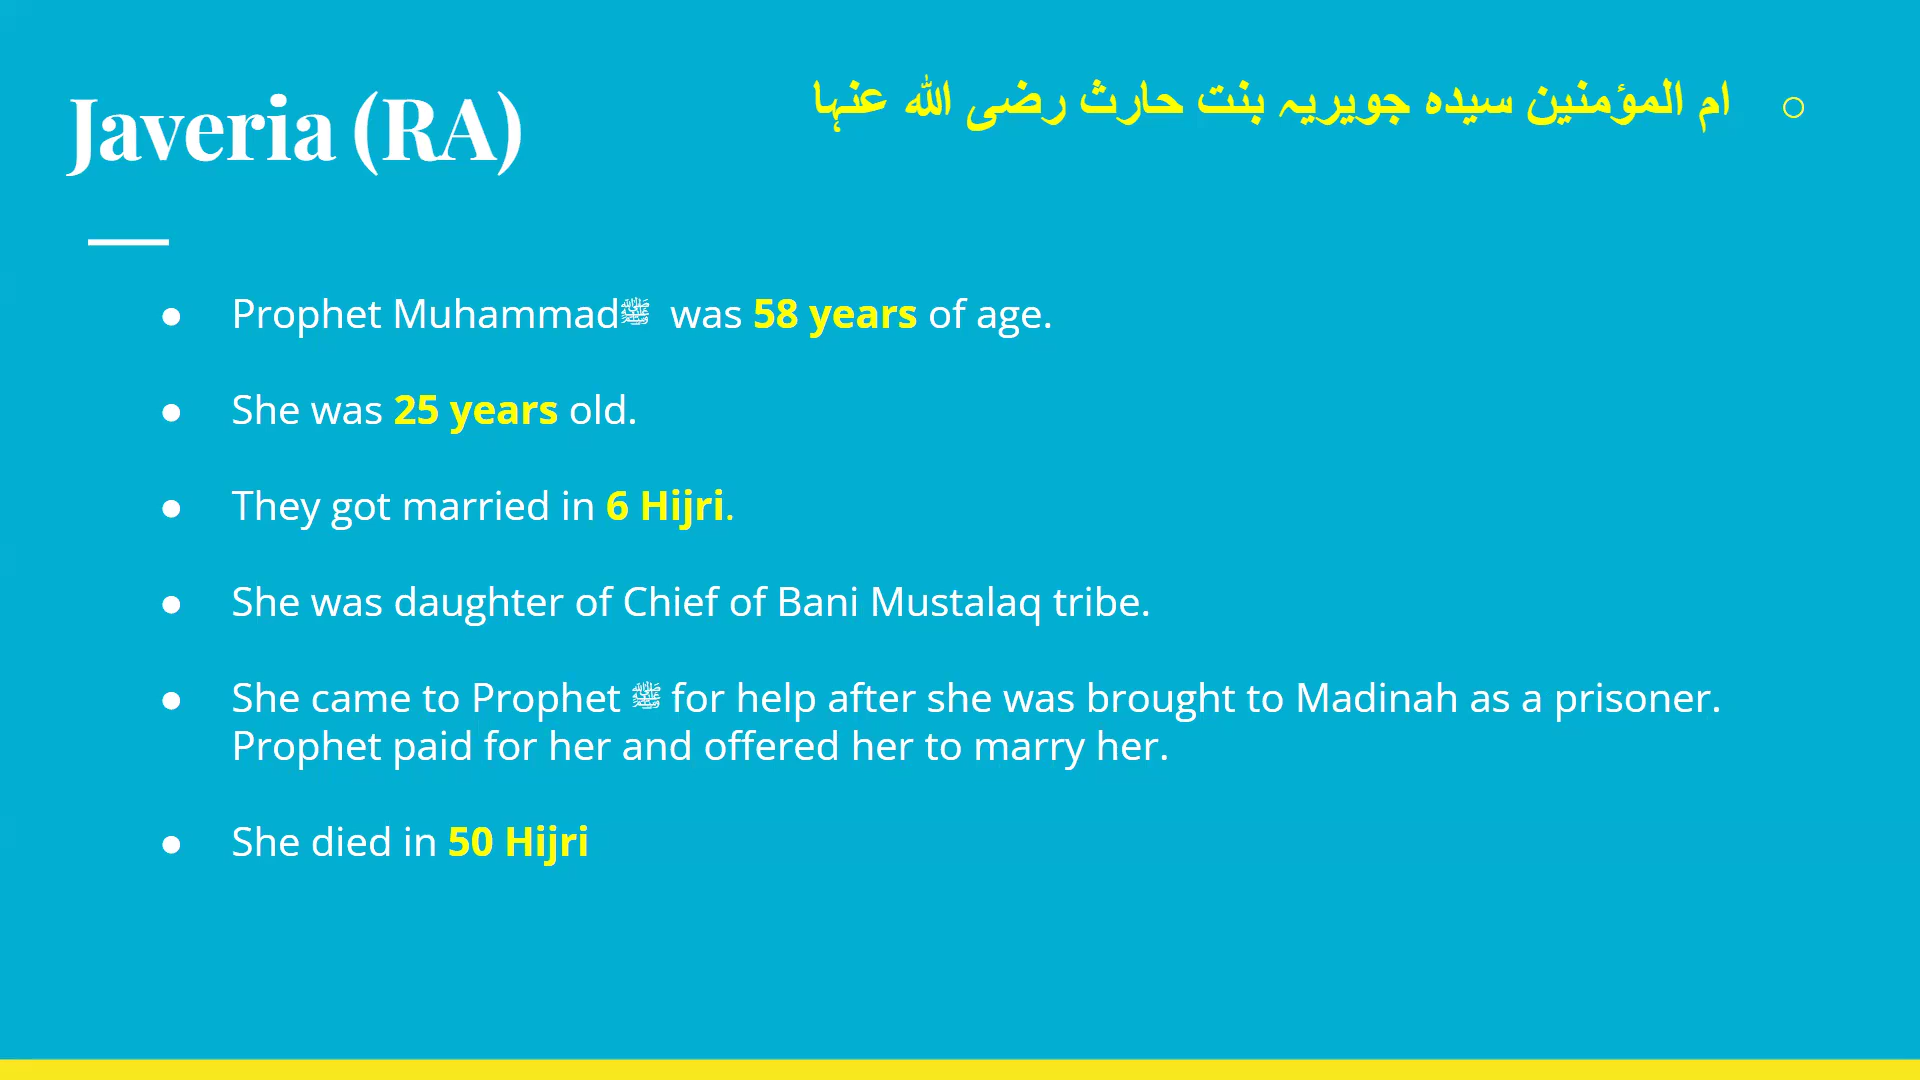 Javeria (RA)
ام المؤمنین سیدہ جویریہ بنت حارث رضی اللہ عنہا
Prophet Muhammadﷺ was 58 years of age.
She was 25 years old.
They got married in 6 Hijri.
She was daughter of Chief of Bani Mustalaq tribe.
She came to Prophet ﷺ for help after she was brought to Madinah as a prisoner.
Prophet paid for her and offered her to marry her.
She died in 50 Hijri